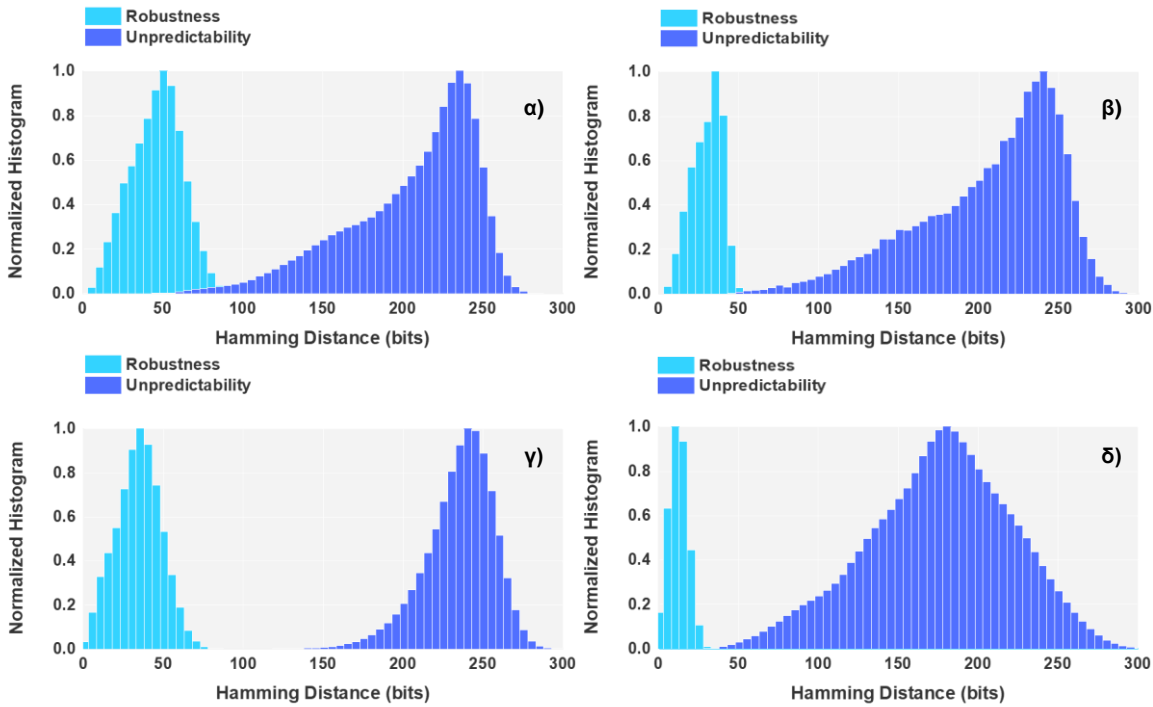 Robustness
Unpredictability
Normalized Histogram
1.0
0.8
0.6
0.4
0.2
0.0
α)
0 50 100 150 200 250 300
Hamming Distance (bits)
Robustness
Unpredictability
Normalized Histogram
1.0
0.8
0.6
0.4
0.2
0.0
β)
0 50 100 150 200 250 300
Hamming Distance (bits)
Robustness
Unpredictability
Normalized Histogram
1.0
0.8
0.6
0.4
0.2
0.0
γ)
0 50 100 150 200 250 300
Hamming Distance (bits)
Robustness
Unpredictability
Normalized Histogram
1.0
0.8
0.6
0.4
0.2
0.0
δ)
0 50 100 150 200 250 300
Hamming Distance (bits)